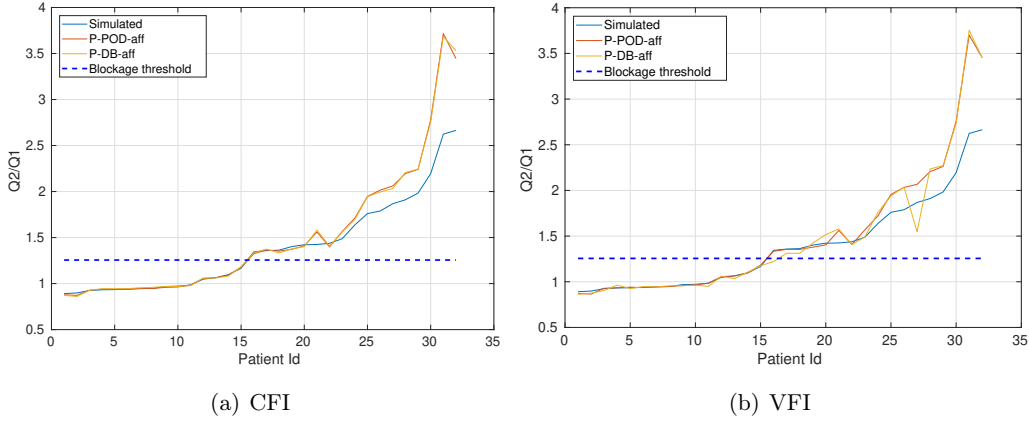 Simulated
P-POD-aff
P-DB-aff
Blockage threshold
Q2/Q1
4
3.5
3
2.5
2
1.5
1
0.5
0 5 10 15 20 25 30 35
Patient Id
(a) CFI
Simulated
P-POD-aff
P-DB-aff
Blockage threshold
Q2/Q1
4
3.5
3
2.5
2
1.5
1
0.5
0 5 10 15 20 25 30 35
Patient Id
(b) VFI